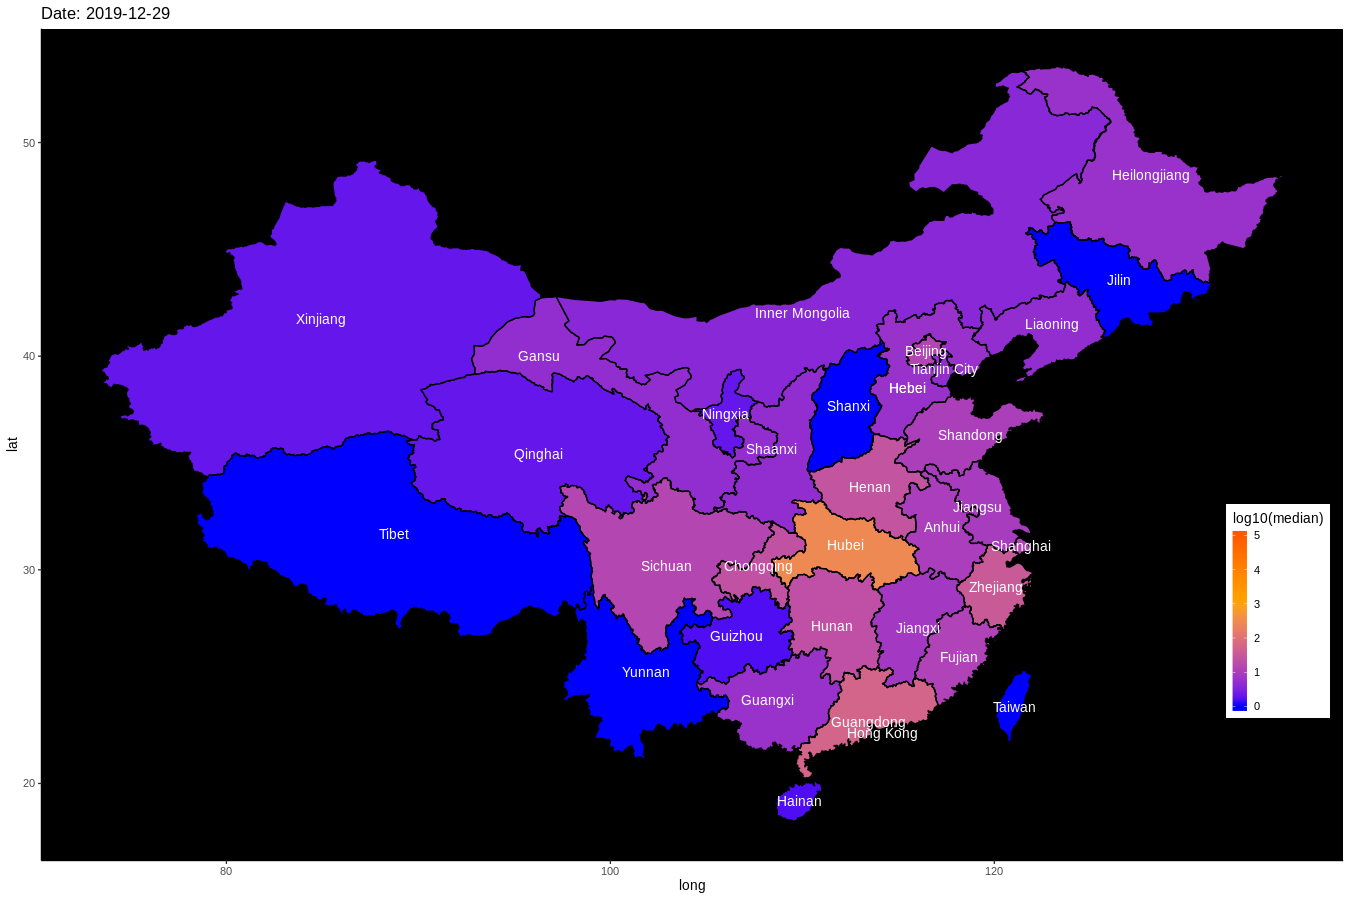 Date: 2019-12-29
50
40
30
20
lat
80
100
120
long
Heilongjiang
Jilin
Xinjiang
Inner Mongolia
Liaoning
Gansu
Beijing
Tianjin City
Hebei
Ningxia
Shanxi
Shandong
Qinghai
Shaanxi
Henan
Jiangsu
Anhui
Tibet
Hubei
Shanghai
Sichuan
Chongqing
Zhejiang
Guizhou
Hunan
Jiangxi
Fujian
Yunnan
Guangxi
Taiwan
Guangdong
Hong Kong
Hainan
log10(median)
5
4
3
2
1
0